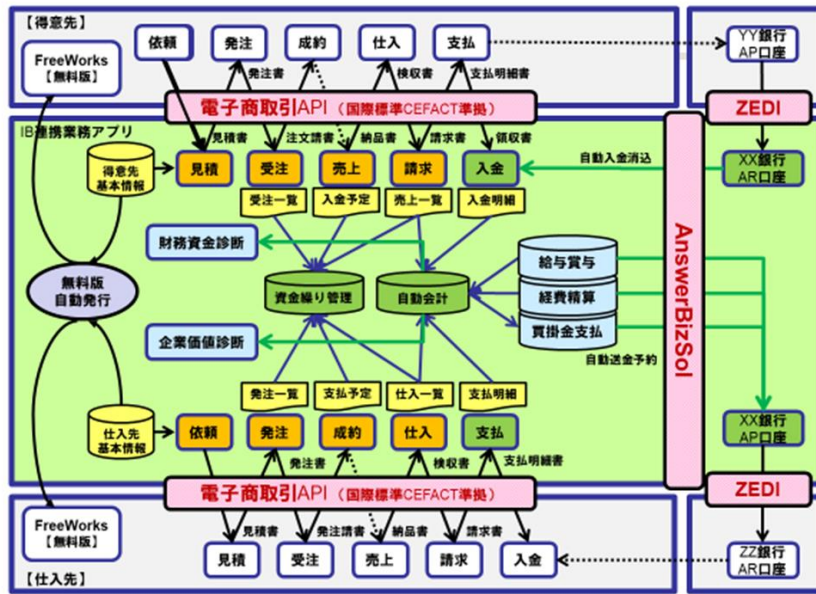 【得意先】
FreeWorks
【無料版】
依頼
発注
成約
仕入
支払
YY銀行
AP口座
発注書
検収書
支払明細書
電子商取引API（国際標準CEFACT準拠）
ZEDI
IB連携業務アプリ
見積書
注文請書
納品書
請求書
領収書
得意先
基本情報
見積
受注
売上
請求
入金
自動入金消込
XX銀行
AR口座
受注一覧
入金予定
売上一覧
入金明細
財務資金診断
給与賞与
無料版
自動発行
資金繰り管理
自動会計
経費精算
買掛金支払
企業価値診断
自動送金予約
AnswerBizSol
発注一覧
支払予定
仕入一覧
支払明細
仕入先
基本情報
依頼
発注
成約
仕入
支払
XX銀行
AP口座
発注書
検収書
支払明細書
電子商取引API（国際標準CEFACT準拠）
ZEDI
FreeWorks
【無料版】
見積書
発注請書
納品書
請求書
見積
受注
売上
請求
入金
ZZ銀行
AR口座
【仕入先】